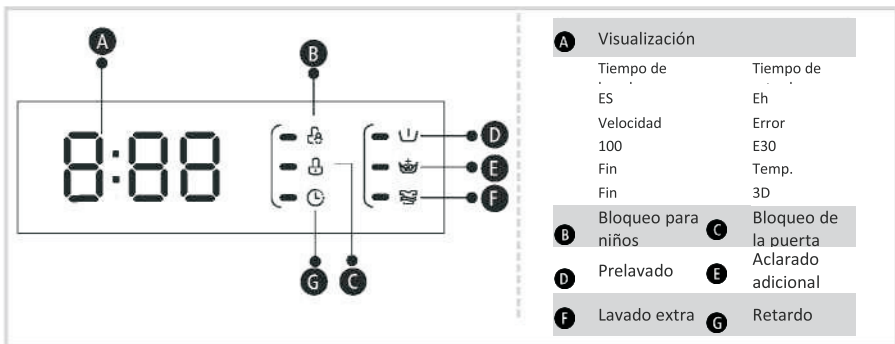 A
B
8:88
D
E
F
G
C
A Visualización
Tiempo de Tiempo de
ES Eh
Velocidad Error
100 E30
Fin Temp.
Fin 3D
B Bloqueo para niños C Bloqueo de la puerta
D Prelavado E Aclarado adicional
F Lavado extra G Retardo